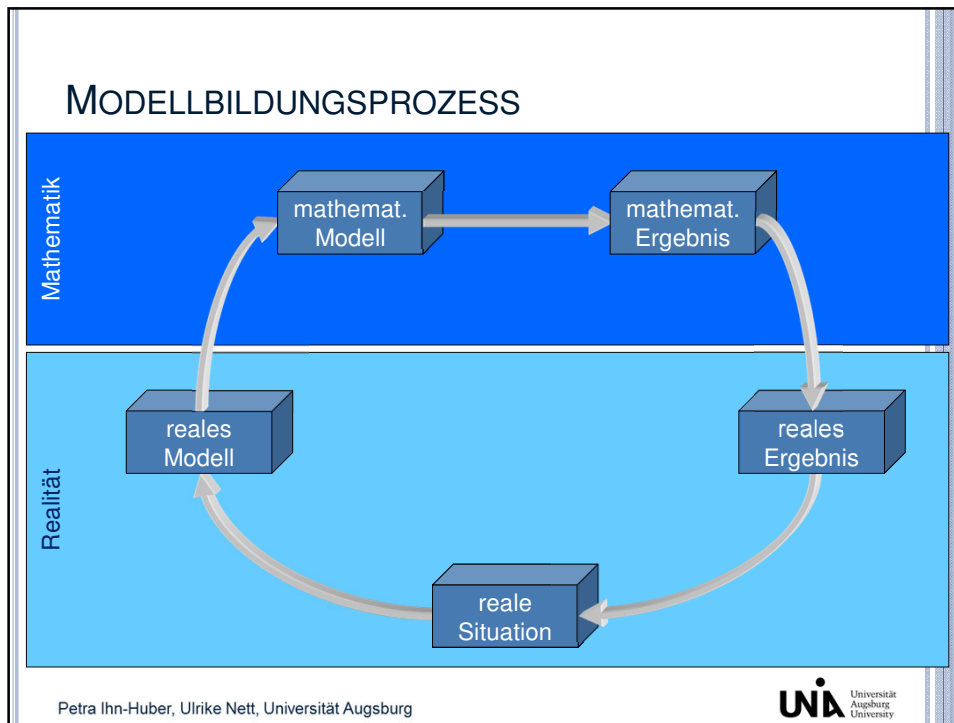 MODELLBILDUNGSPROZESS
Mathematik
mathemat.
Modell
mathemat.
Ergebnis
Realität
reales
Modell
reales
Ergebnis
reale
Situation
Petra Ihn-Huber, Ulrike Nett, Universität Augsburg
UNIA
Universität
Augsburg
University